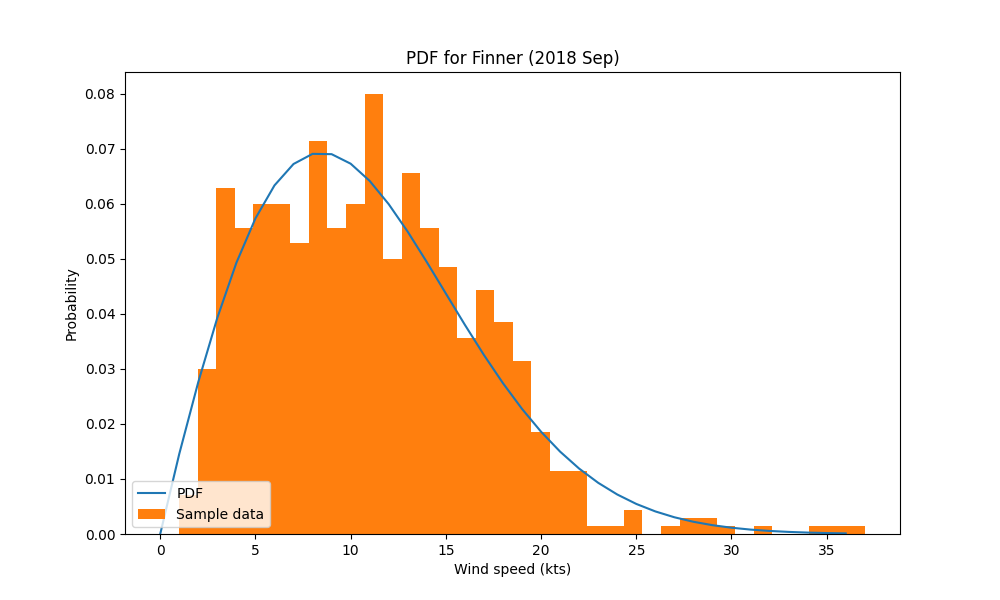 PDF for Finner (2018 Sep)
0.08
0.07
0.06
0.05
0.04
0.03
0.02
0.01
0.00
Probability
PDF
Sample data
0 5 10 15 20 25 30 35
Wind speed (kts)